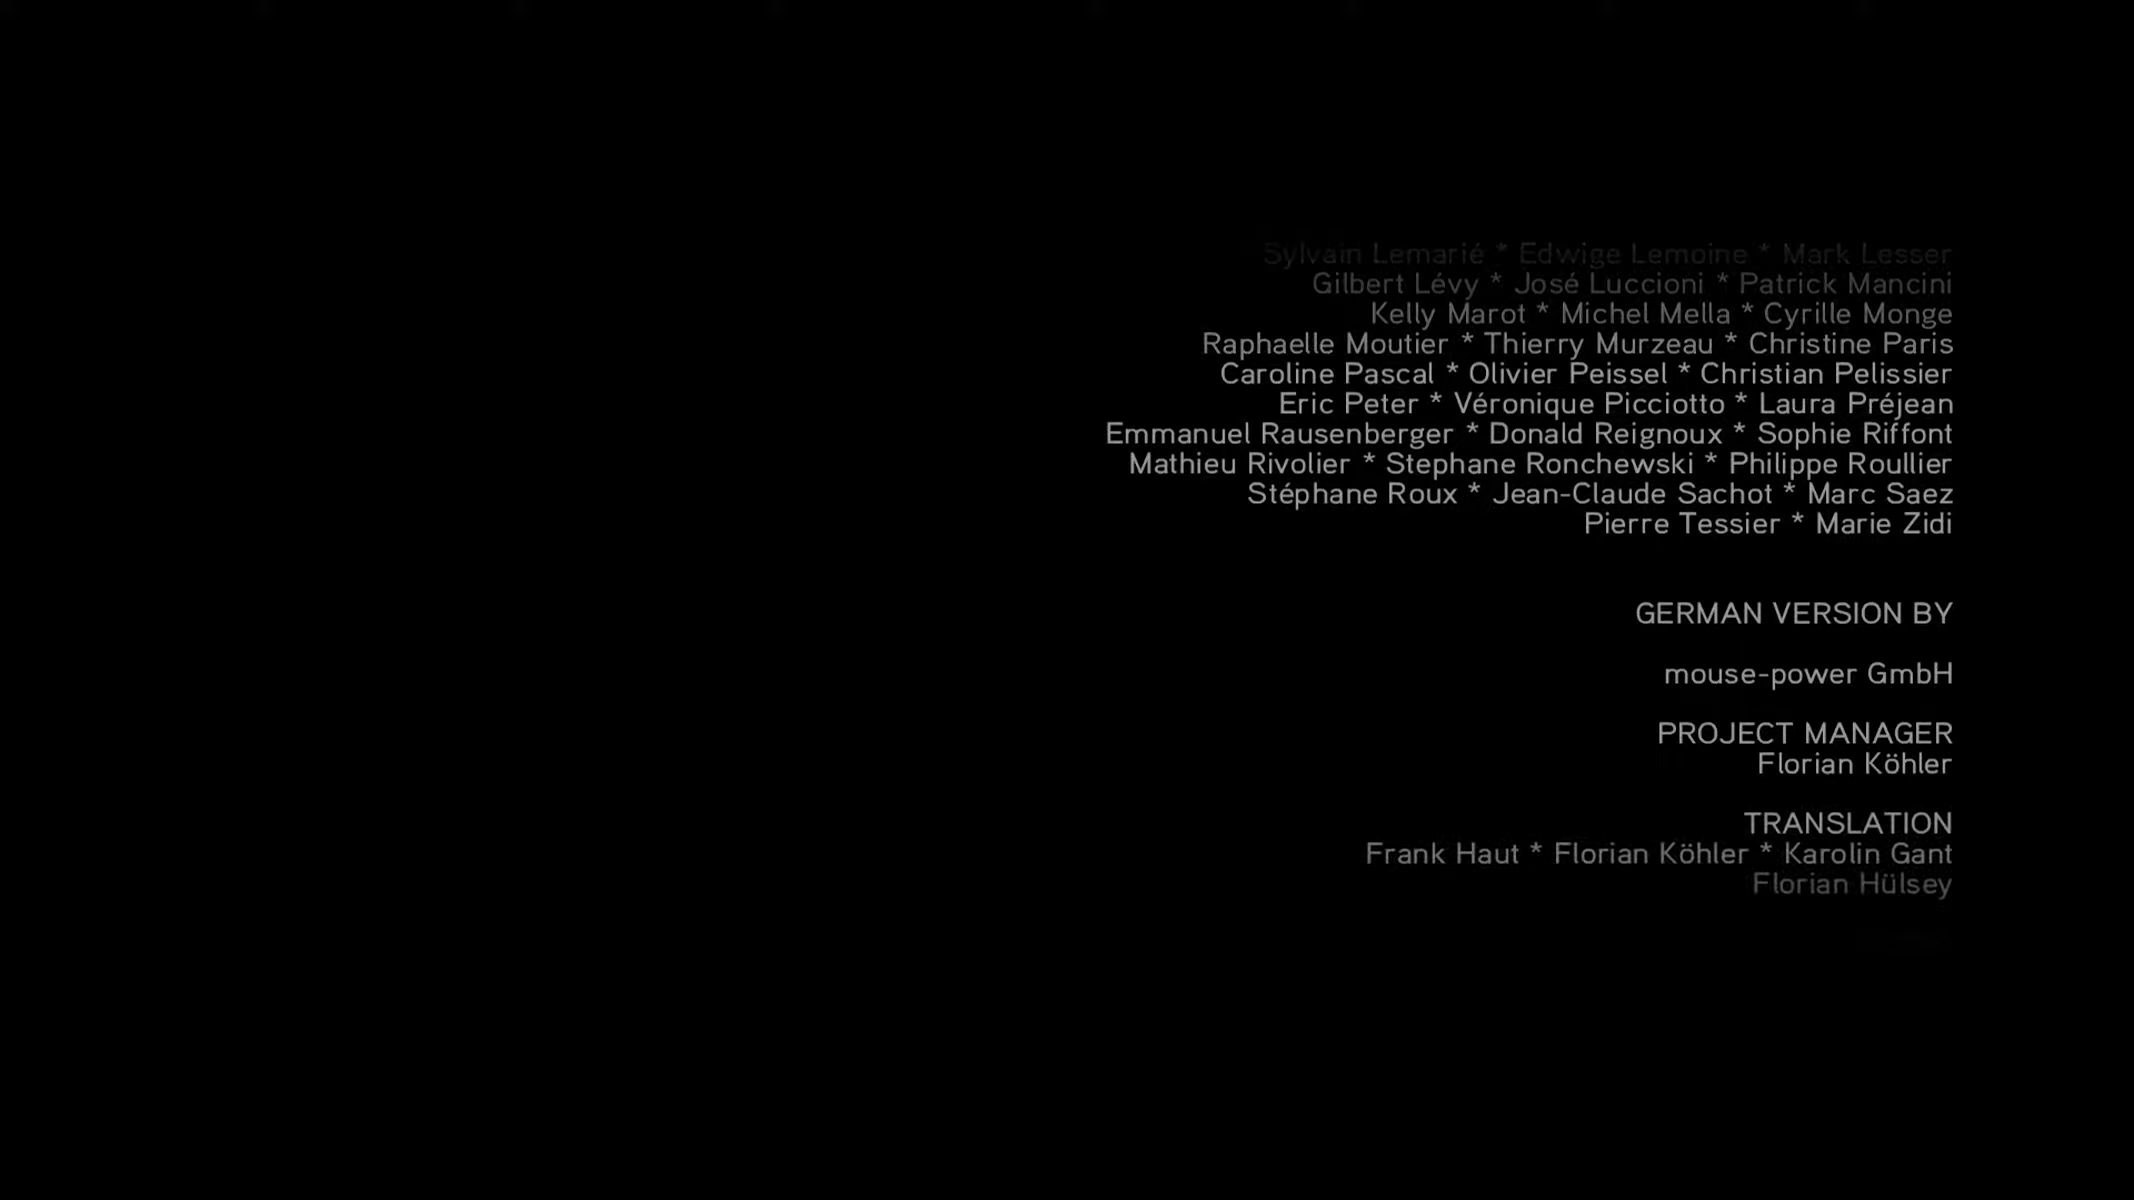 Sylvain Lemarié * Edwige Lemoine * Mark Lesser
Gilbert Lévy * José Luccioni * Patrick Mancini
Kelly Marot * Michel Mella * Cyrille Monge
Raphaelle Moutier * Thierry Murzeau * Christine Paris
Caroline Pascal * Olivier Peissel * Christian Pelissier
Eric Peter * Véronique Picciotto * Laura Préjean
Emmanuel Rausenberger * Donald Reignoux * Sophie Riffont
Mathieu Rivolier * Stephane Ronchewski * Philippe Roullier
Stéphane Roux * Jean-Claude Sachot * Marc Saez
Pierre Tessier * Marie Zidi
GERMAN VERSION BY
mouse-power GmbH
PROJECT MANAGER
Florian Köhler
TRANSLATION
Frank Haut * Florian Köhler * Karolin Gant
Florian Hülsey